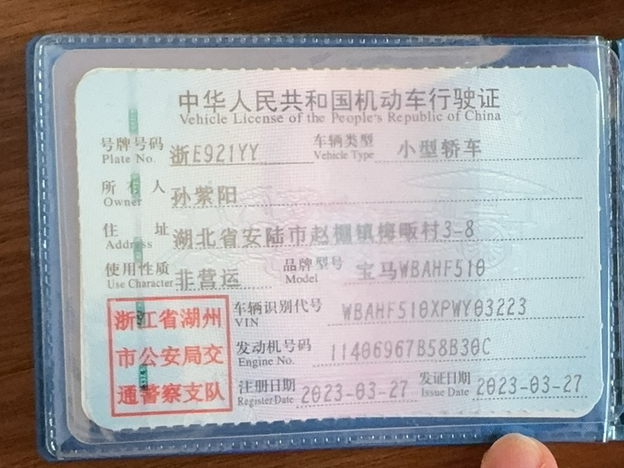 中华人民共和国机动车行驶证
Vehicle License of the People's Republic of China
号牌号码 浙E921YY 车辆类型 小型轿车
Plate No. Vehicle Type
所有人 孙紫阳
Owner
住址 湖北省安陆市赵棚镇梅畈村3-8
Address
使用性质 非营运 品牌型号 宝马WBAHF510
Use Character Model
浙江省湖州
市公安局交
通警察支队
车辆识别代号 WBAHF510XPWY03223
VIN
发动机号码 11406967B58B30C
Engine No.
注册日期 2023-03-27 发证日期 2023-03-27
Register Date Issue Date